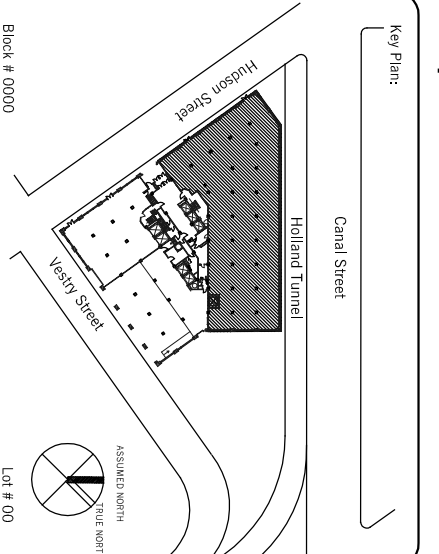 Key Plan:
Canal Street
Holland Tunnel
Hudson Street
Vestry Street
ASSUMED NORTH
TRUE NORT
Block # 0000
Lot # 00